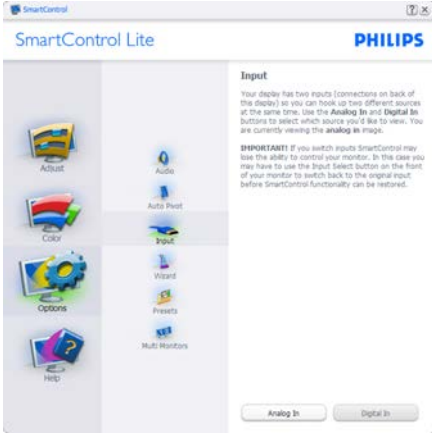 SmartControl
SmartControl Lite
PHILIPS
Adjust
Color
Options
Help
Audio
Auto Pivot
Input
Wizard
Presets
Multi Monitors
Input
Your display has two inputs (connections on back of
this display) so you can hook up two different sources
at the same time. Use the Analog In and Digital In
buttons to select which source you'd like to view. You
are currently viewing the analog in image.
IMPORTANT! If you switch inputs SmartControl may
lose the ability to control your monitor. In this case you
may have to use the Input Select button on the front
of your monitor to switch back to the original input
before SmartControl functionality can be restored.
Analog In
Digital In